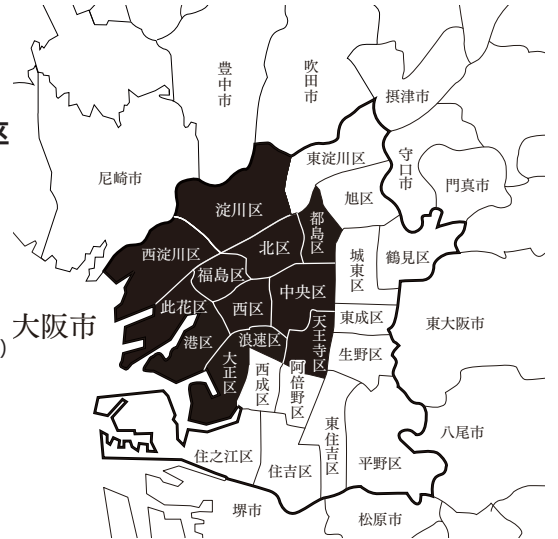 豊中市
吹田市
摂津市
区
東淀川区
守口市
尼崎市
門真市
旭区
淀川区
都島区
北区
西淀川区
城東区
鶴見区
福島区
中央区
此花区
西区
東成区
大阪市
天王寺区
東大阪市
)
港区
浪速区
生野区
大正区
西成区
阿倍野区
東住吉区
八尾市
住之江区
住吉区
平野区
堺市
松原市